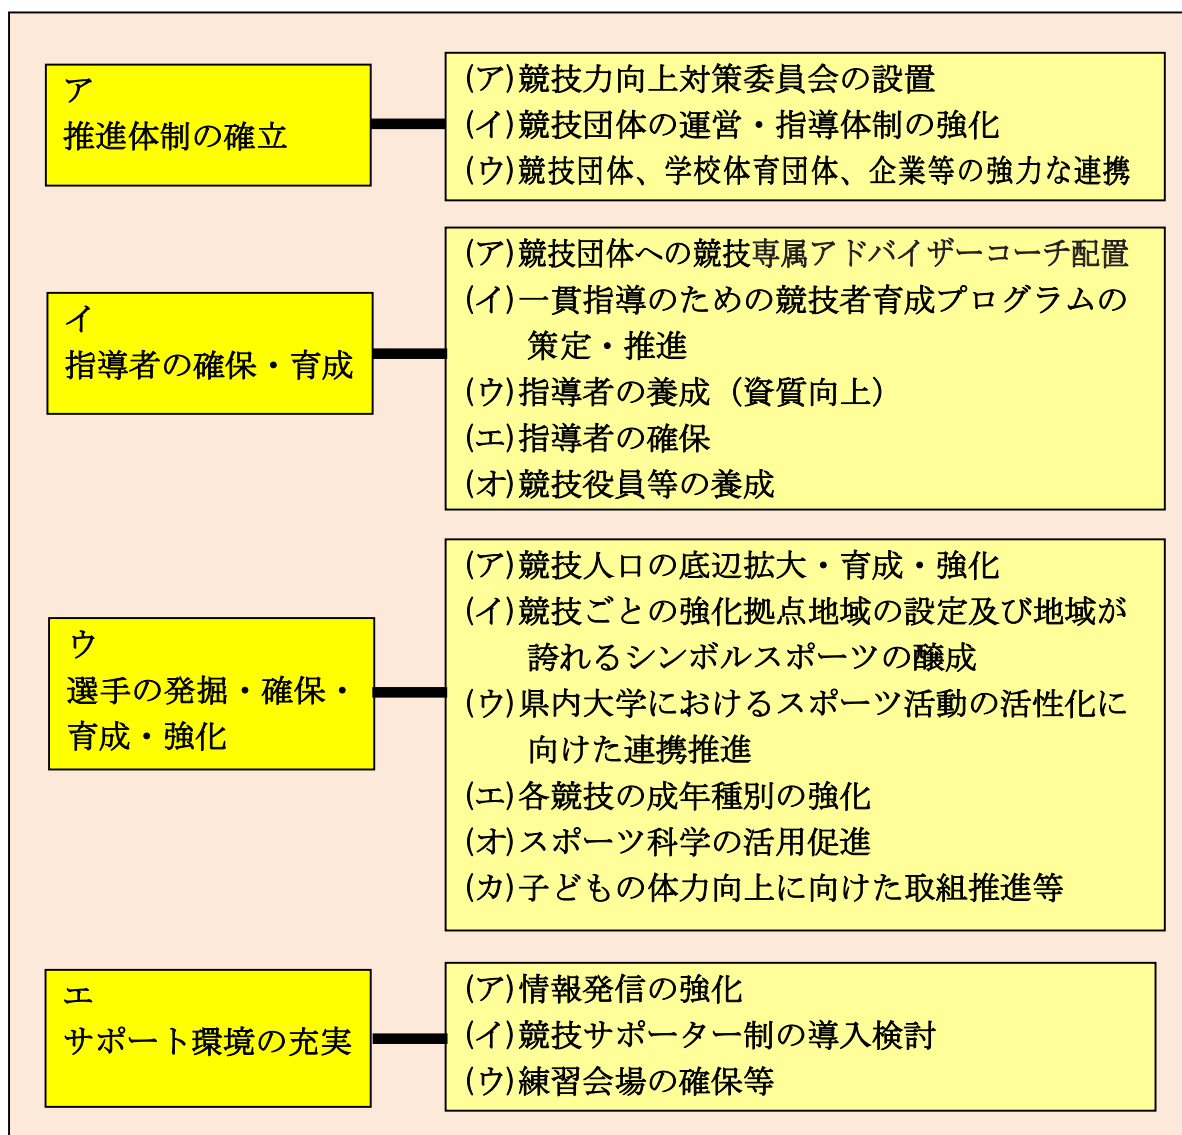 ア
推進体制の確立
(ア)競技力向上対策委員会の設置
(イ)競技団体の運営・指導体制の強化
(ウ)競技団体、学校体育団体、企業等の強力な連携
イ
指導者の確保・育成
(ア)競技団体への競技専属アドバイザーコーチ配置
(イ)一貫指導のための競技者育成プログラムの
策定・推進
(ウ)指導者の養成（資質向上）
(エ)指導者の確保
(オ)競技役員等の養成
ウ
選手の発掘・確保・
育成・強化
(ア)競技人口の底辺拡大・育成・強化
(イ)競技ごとの強化拠点地域の設定及び地域が
誇れるシンボルスポーツの醸成
(ウ)県内大学におけるスポーツ活動の活性化に
向けた連携推進
(エ)各競技の成年種別の強化
(オ)スポーツ科学の活用促進
(カ)子どもの体力向上に向けた取組推進等
エ
サポート環境の充実
(ア)情報発信の強化
(イ)競技サポーター制の導入検討
(ウ)練習会場の確保等